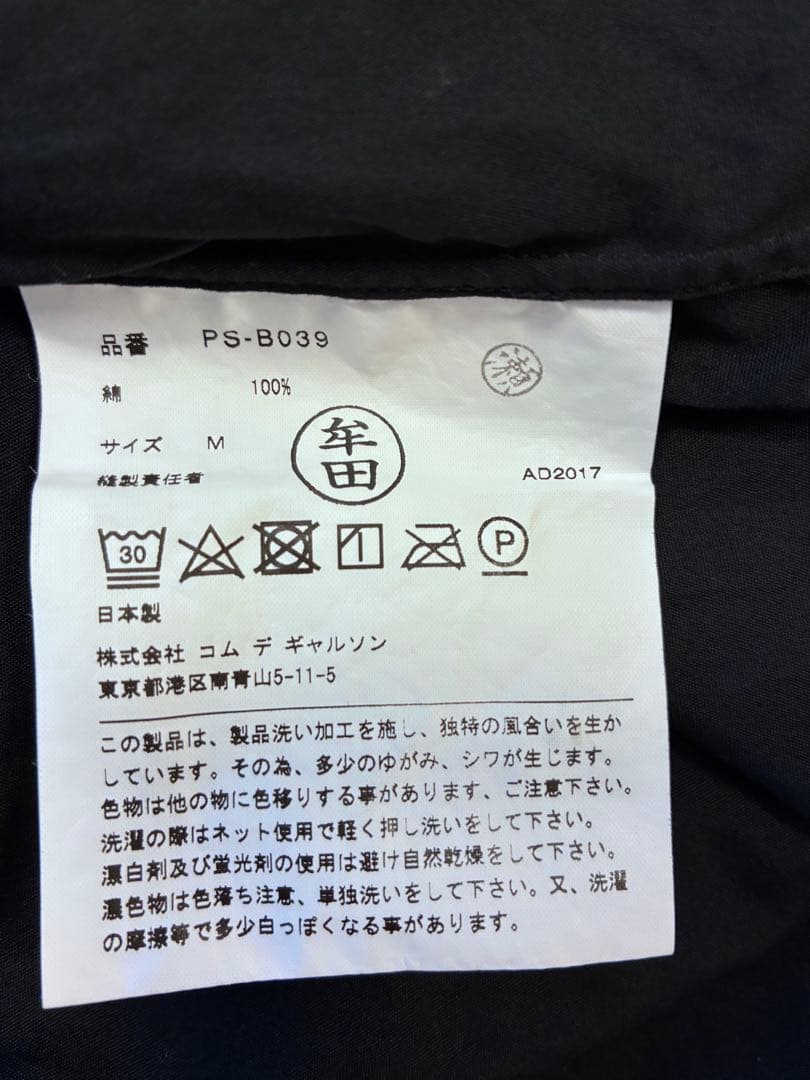 品番 PS-B039
綿 100%
サイズ M
牟田
縫製責任者
AD2017
30
P
日本製
株式会社 コム デ ギャルソン
東京都港区南青山5-11-5
この製品は、製品洗い加工を施し、独特の風合いを生か
しています。その為、多少のゆがみ、シワが生じます。
色物は他の物に色移りする事があります、ご注意下さい。
洗濯の際はネット使用で軽く押し洗いをして下さい。
漂白剤及び蛍光剤の使用は避け自然乾燥をして下さい。
濃色物は色落ち注意、単独洗いをして下さい。又、洗濯
の摩擦等で多少白っぽくなる事があります。